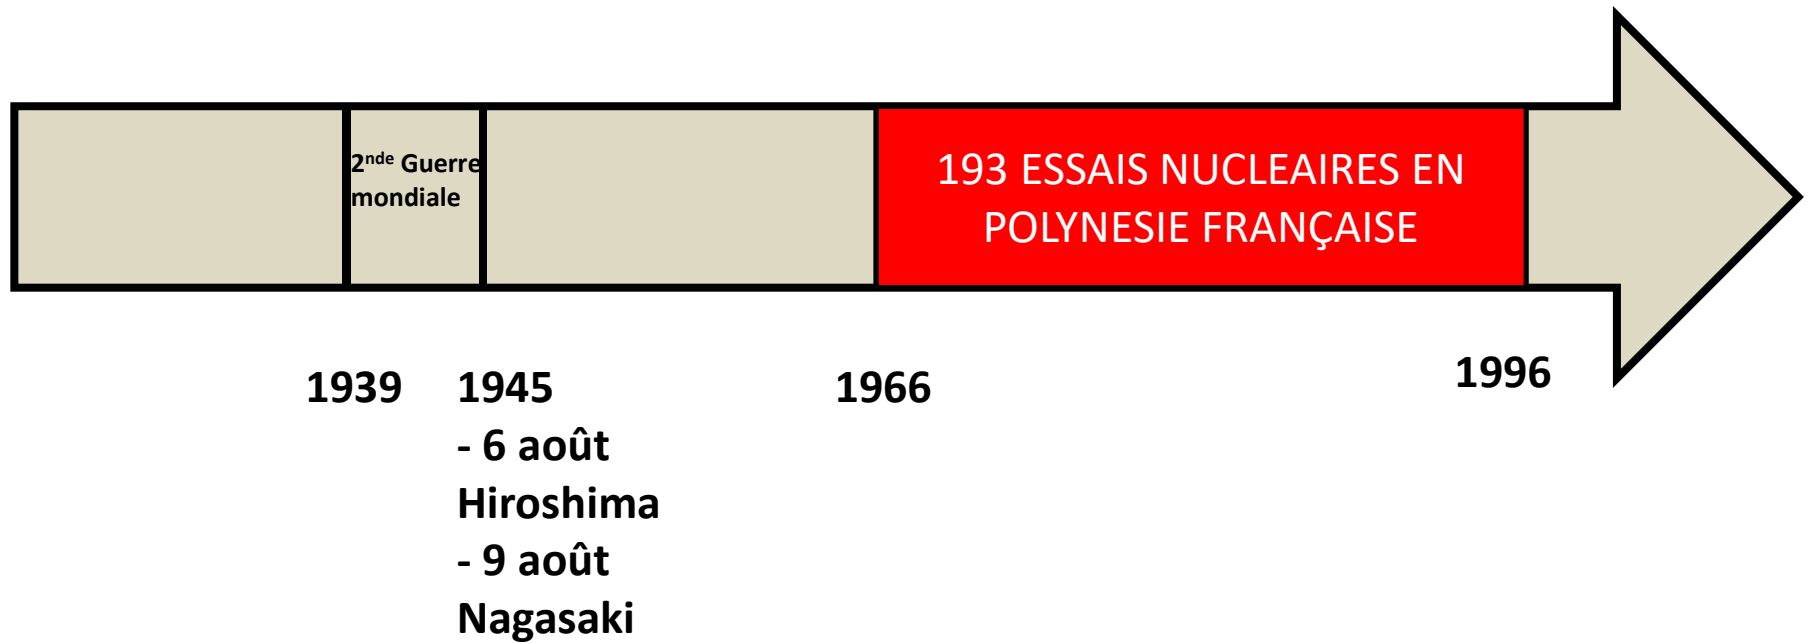 2nde Guerre
mondiale
193 ESSAIS NUCLEAIRES EN
POLYNESIE FRANÇAISE
1939
1945
- 6 août
Hiroshima
- 9 août
Nagasaki
1966
1996